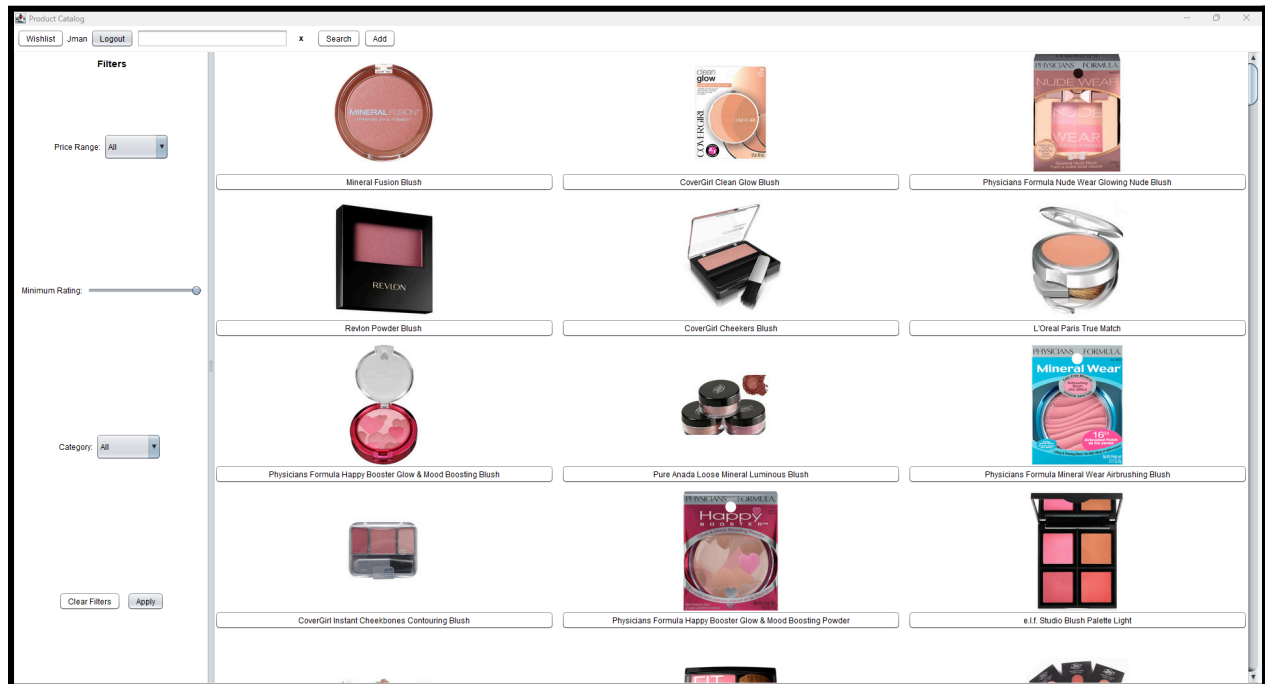 Product Catalog
Wishlist Jman Logout x Search Add
Filters
Price Range: All
Minimum Rating:
Category: All
Clear Filters Apply
MINERAL FUSION
Mineral Fusion Blush
clean
glow
COVERGIRL
COVERGIRL
CoverGirl Clean Glow Blush
PHYSICIANS FORMULA
NUDE WEAR
NUDE
WEAR
Physicians Formula Nude Wear Glowing Nude Blush
REVLON
Revlon Powder Blush
CoverGirl Cheekers Blush
L'Oreal Paris True Match
Physicians Formula Happy Booster Glow & Mood Boosting Blush
Pure Anada Loose Mineral Luminous Blush
PHYSICIANS FORMULA
Mineral Wear
16
Physicians Formula Mineral Wear Airbrushing Blush
CoverGirl Instant Cheekbones Contouring Blush
PHYSICIANS FORMULA
Happy
BOOSTER
Physicians Formula Happy Booster Glow & Mood Boosting Powder
e.l.f. Studio Blush Palette Light